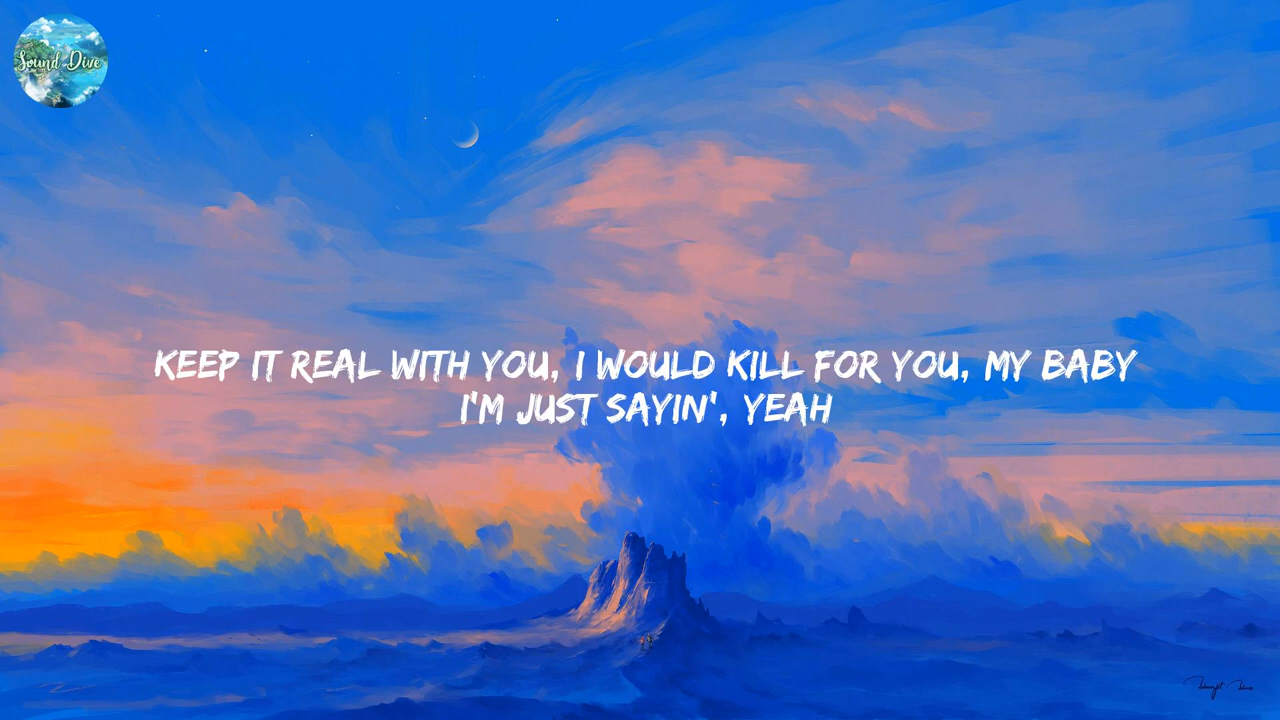 Sound Dive
KEEP IT REAL WITH YOU, I WOULD KILL FOR YOU, MY BABY
I'M JUST SAYIN', YEAH